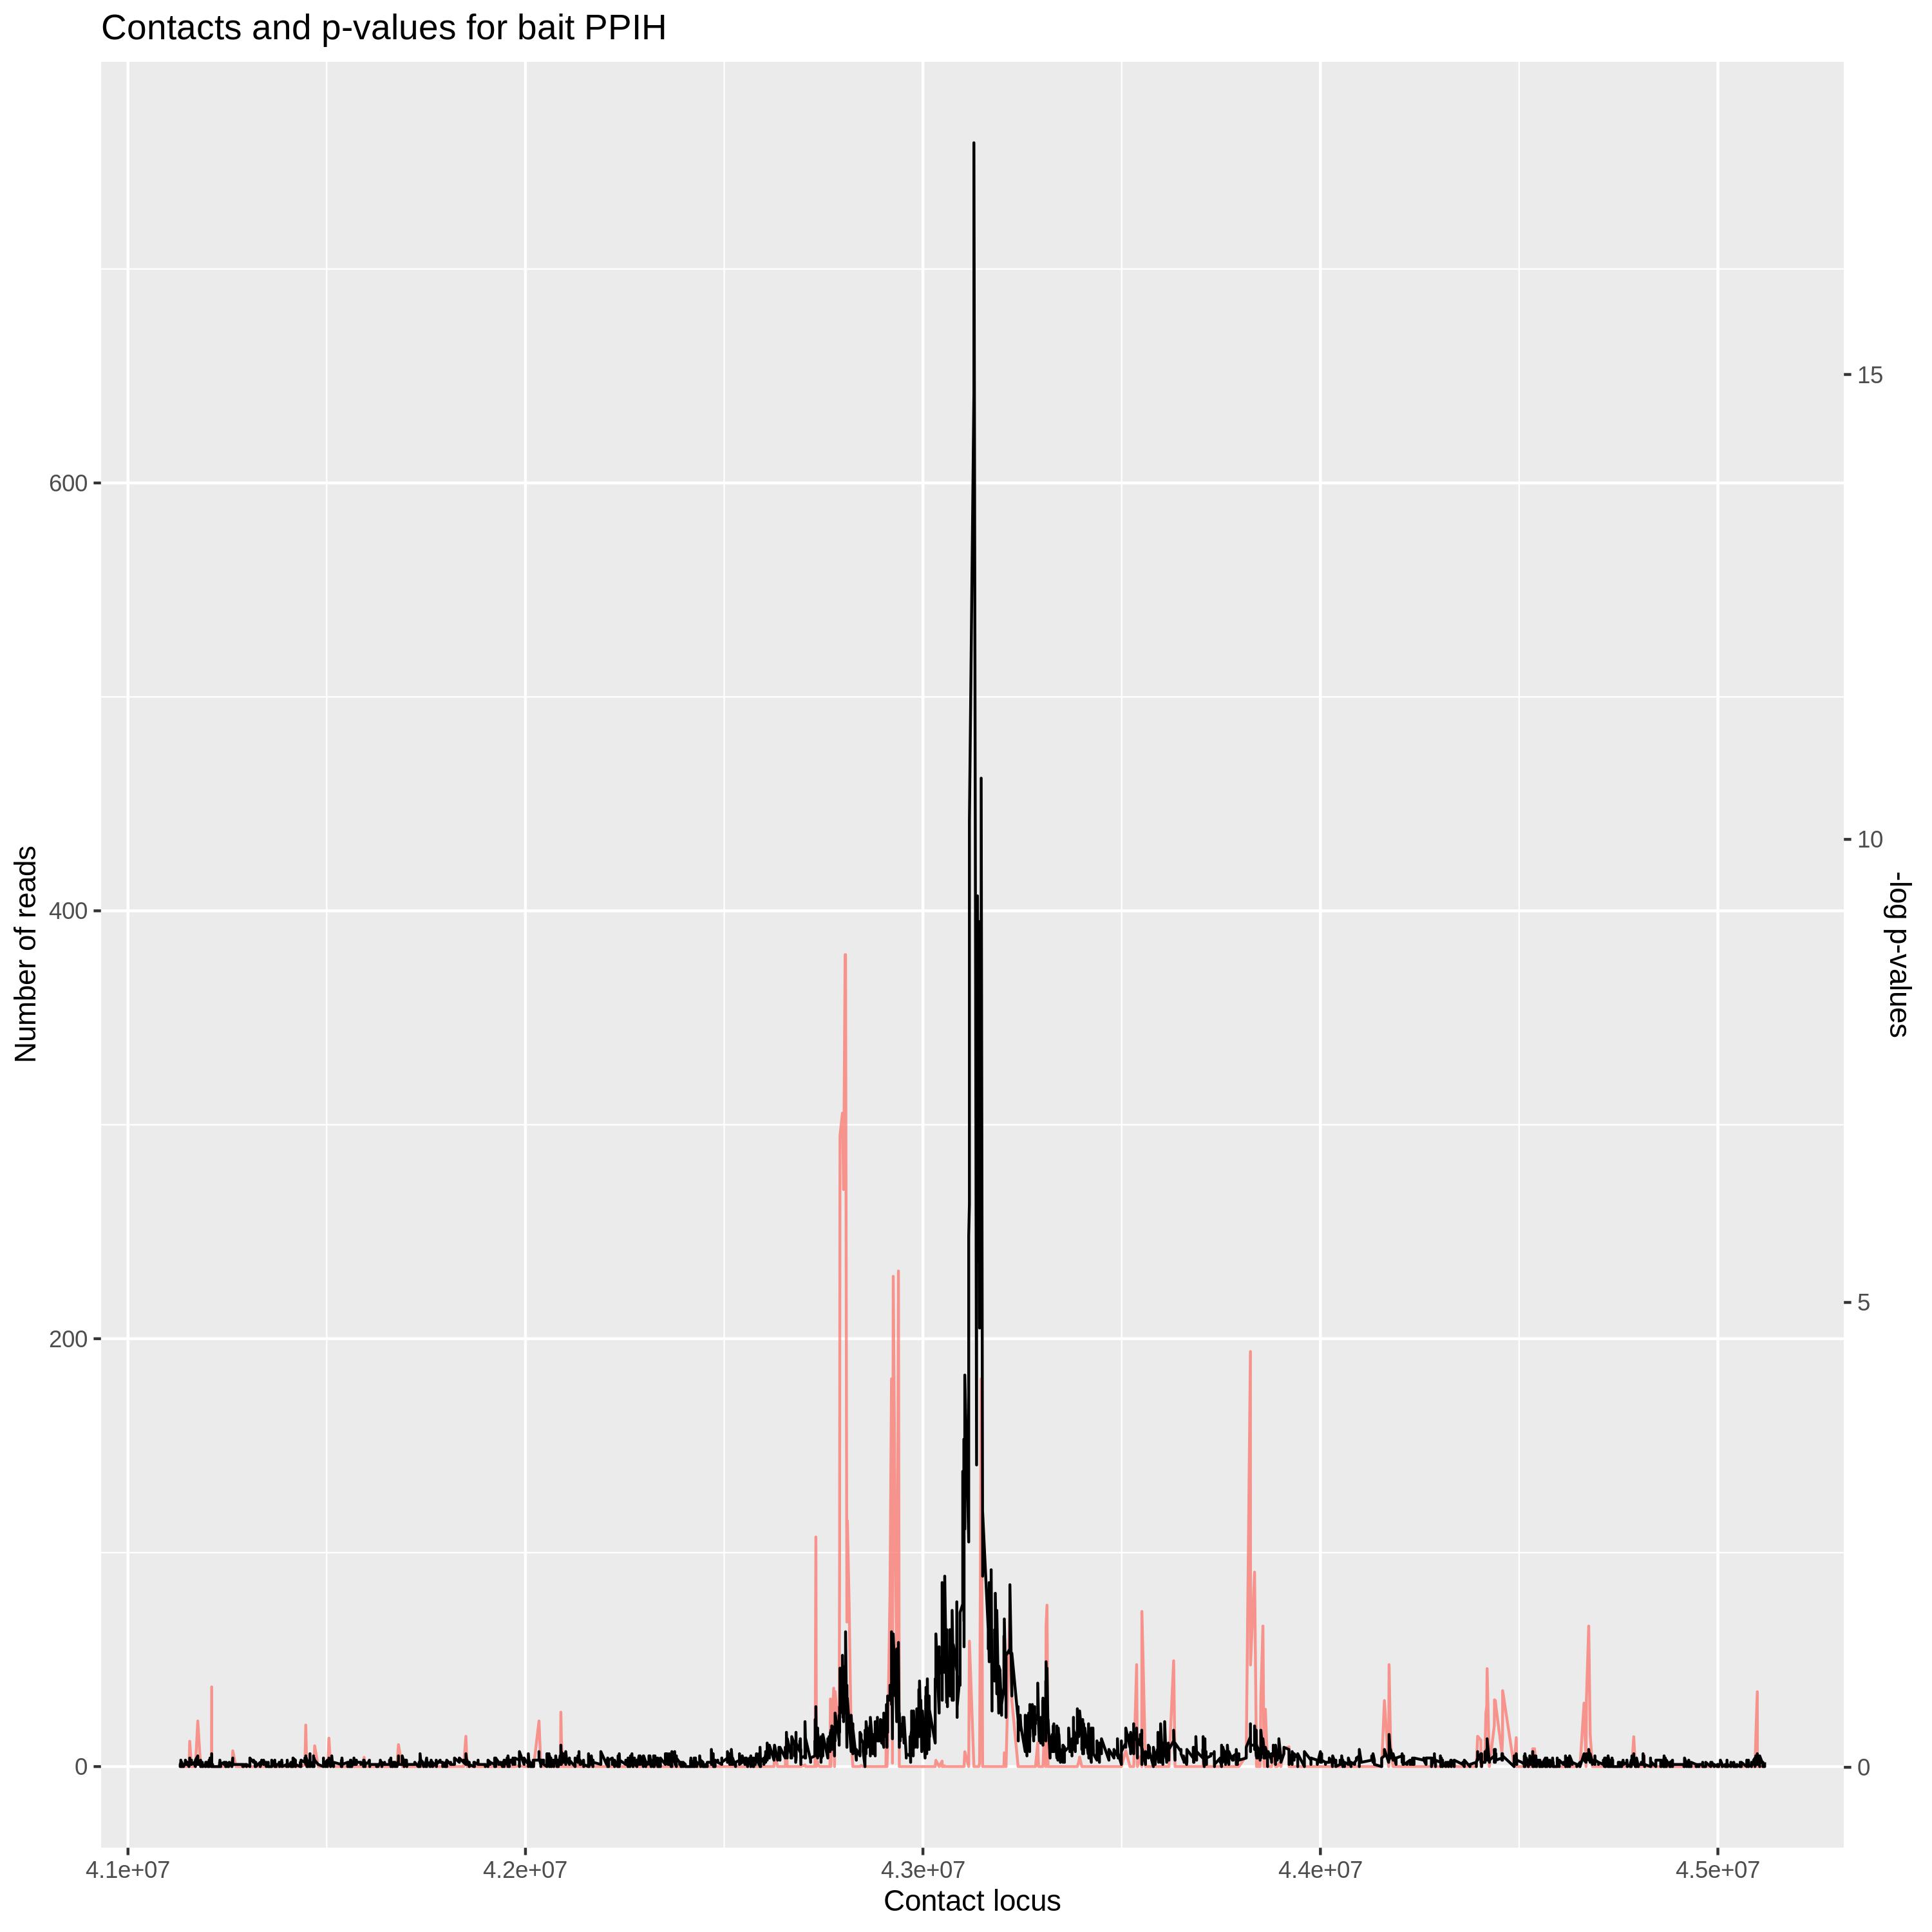 Contacts and p-values for bait PPIH
Number of reads
600
400
200
0
15
10
5
0
-log p-values
4.1e+07 4.2e+07 4.3e+07 4.4e+07 4.5e+07
Contact locus